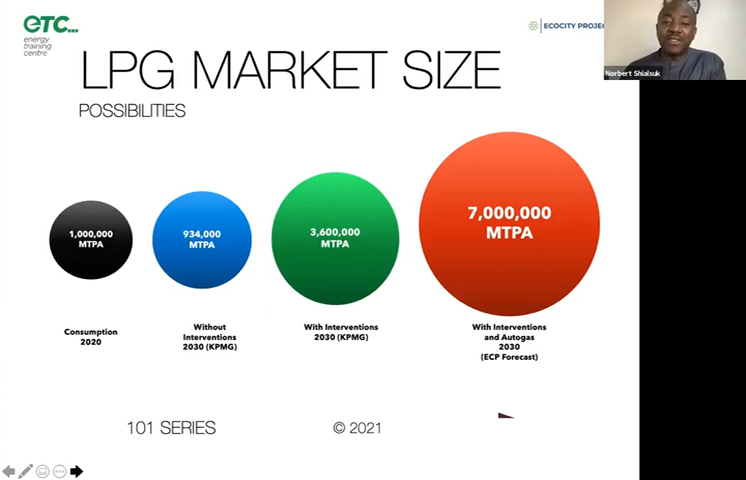 eTC...
energy
training
centre
ECOCITY PROJEC
Norbert Shialsuk
LPG MARKET SIZE
POSSIBILITIES
1,000,000
MTPA
934,000
MTPA
3,600,000
MTPA
7,000,000
MTPA
Consumption
2020
Without
Interventions
2030 (KPMG)
With Interventions
2030 (KPMG)
With Interventions
and Autogas
2030
(ECP Forecast)
101 SERIES
© 2021